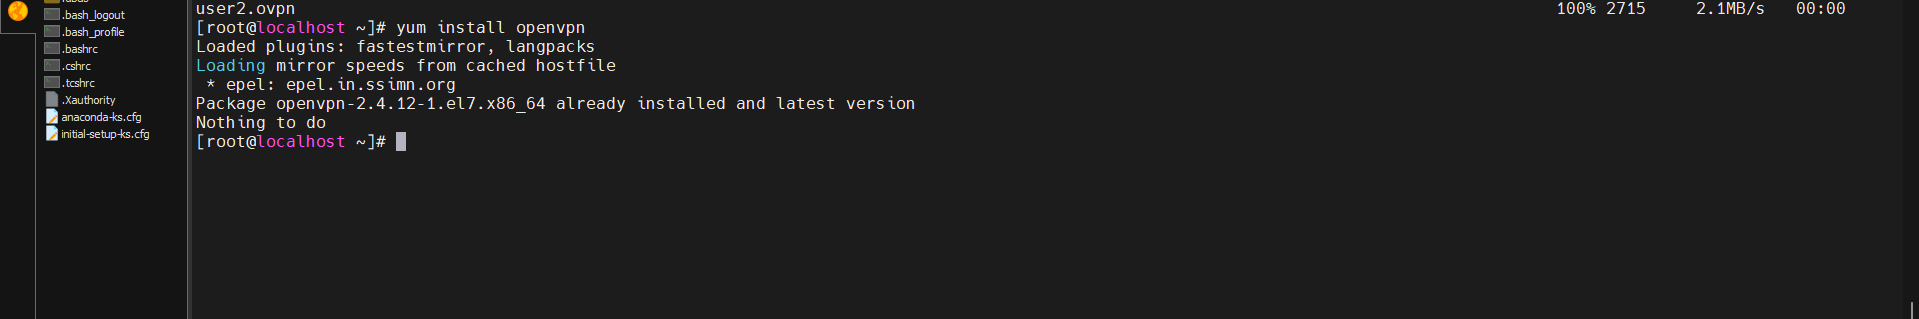 .bash_logout
.bash_profile
.bashrc
.cshrc
.tcshrc
.Xauthority
anaconda-ks.cfg
initial-setup-ks.cfg
user2.ovpn 100% 2715 2.1MB/s 00:00
[root@localhost ~]# yum install openvpn
Loaded plugins: fastestmirror, langpacks
Loading mirror speeds from cached hostfile
* epel: epel.in.ssimn.org
Package openvpn-2.4.12-1.el7.x86_64 already installed and latest version
Nothing to do
[root@localhost ~]#